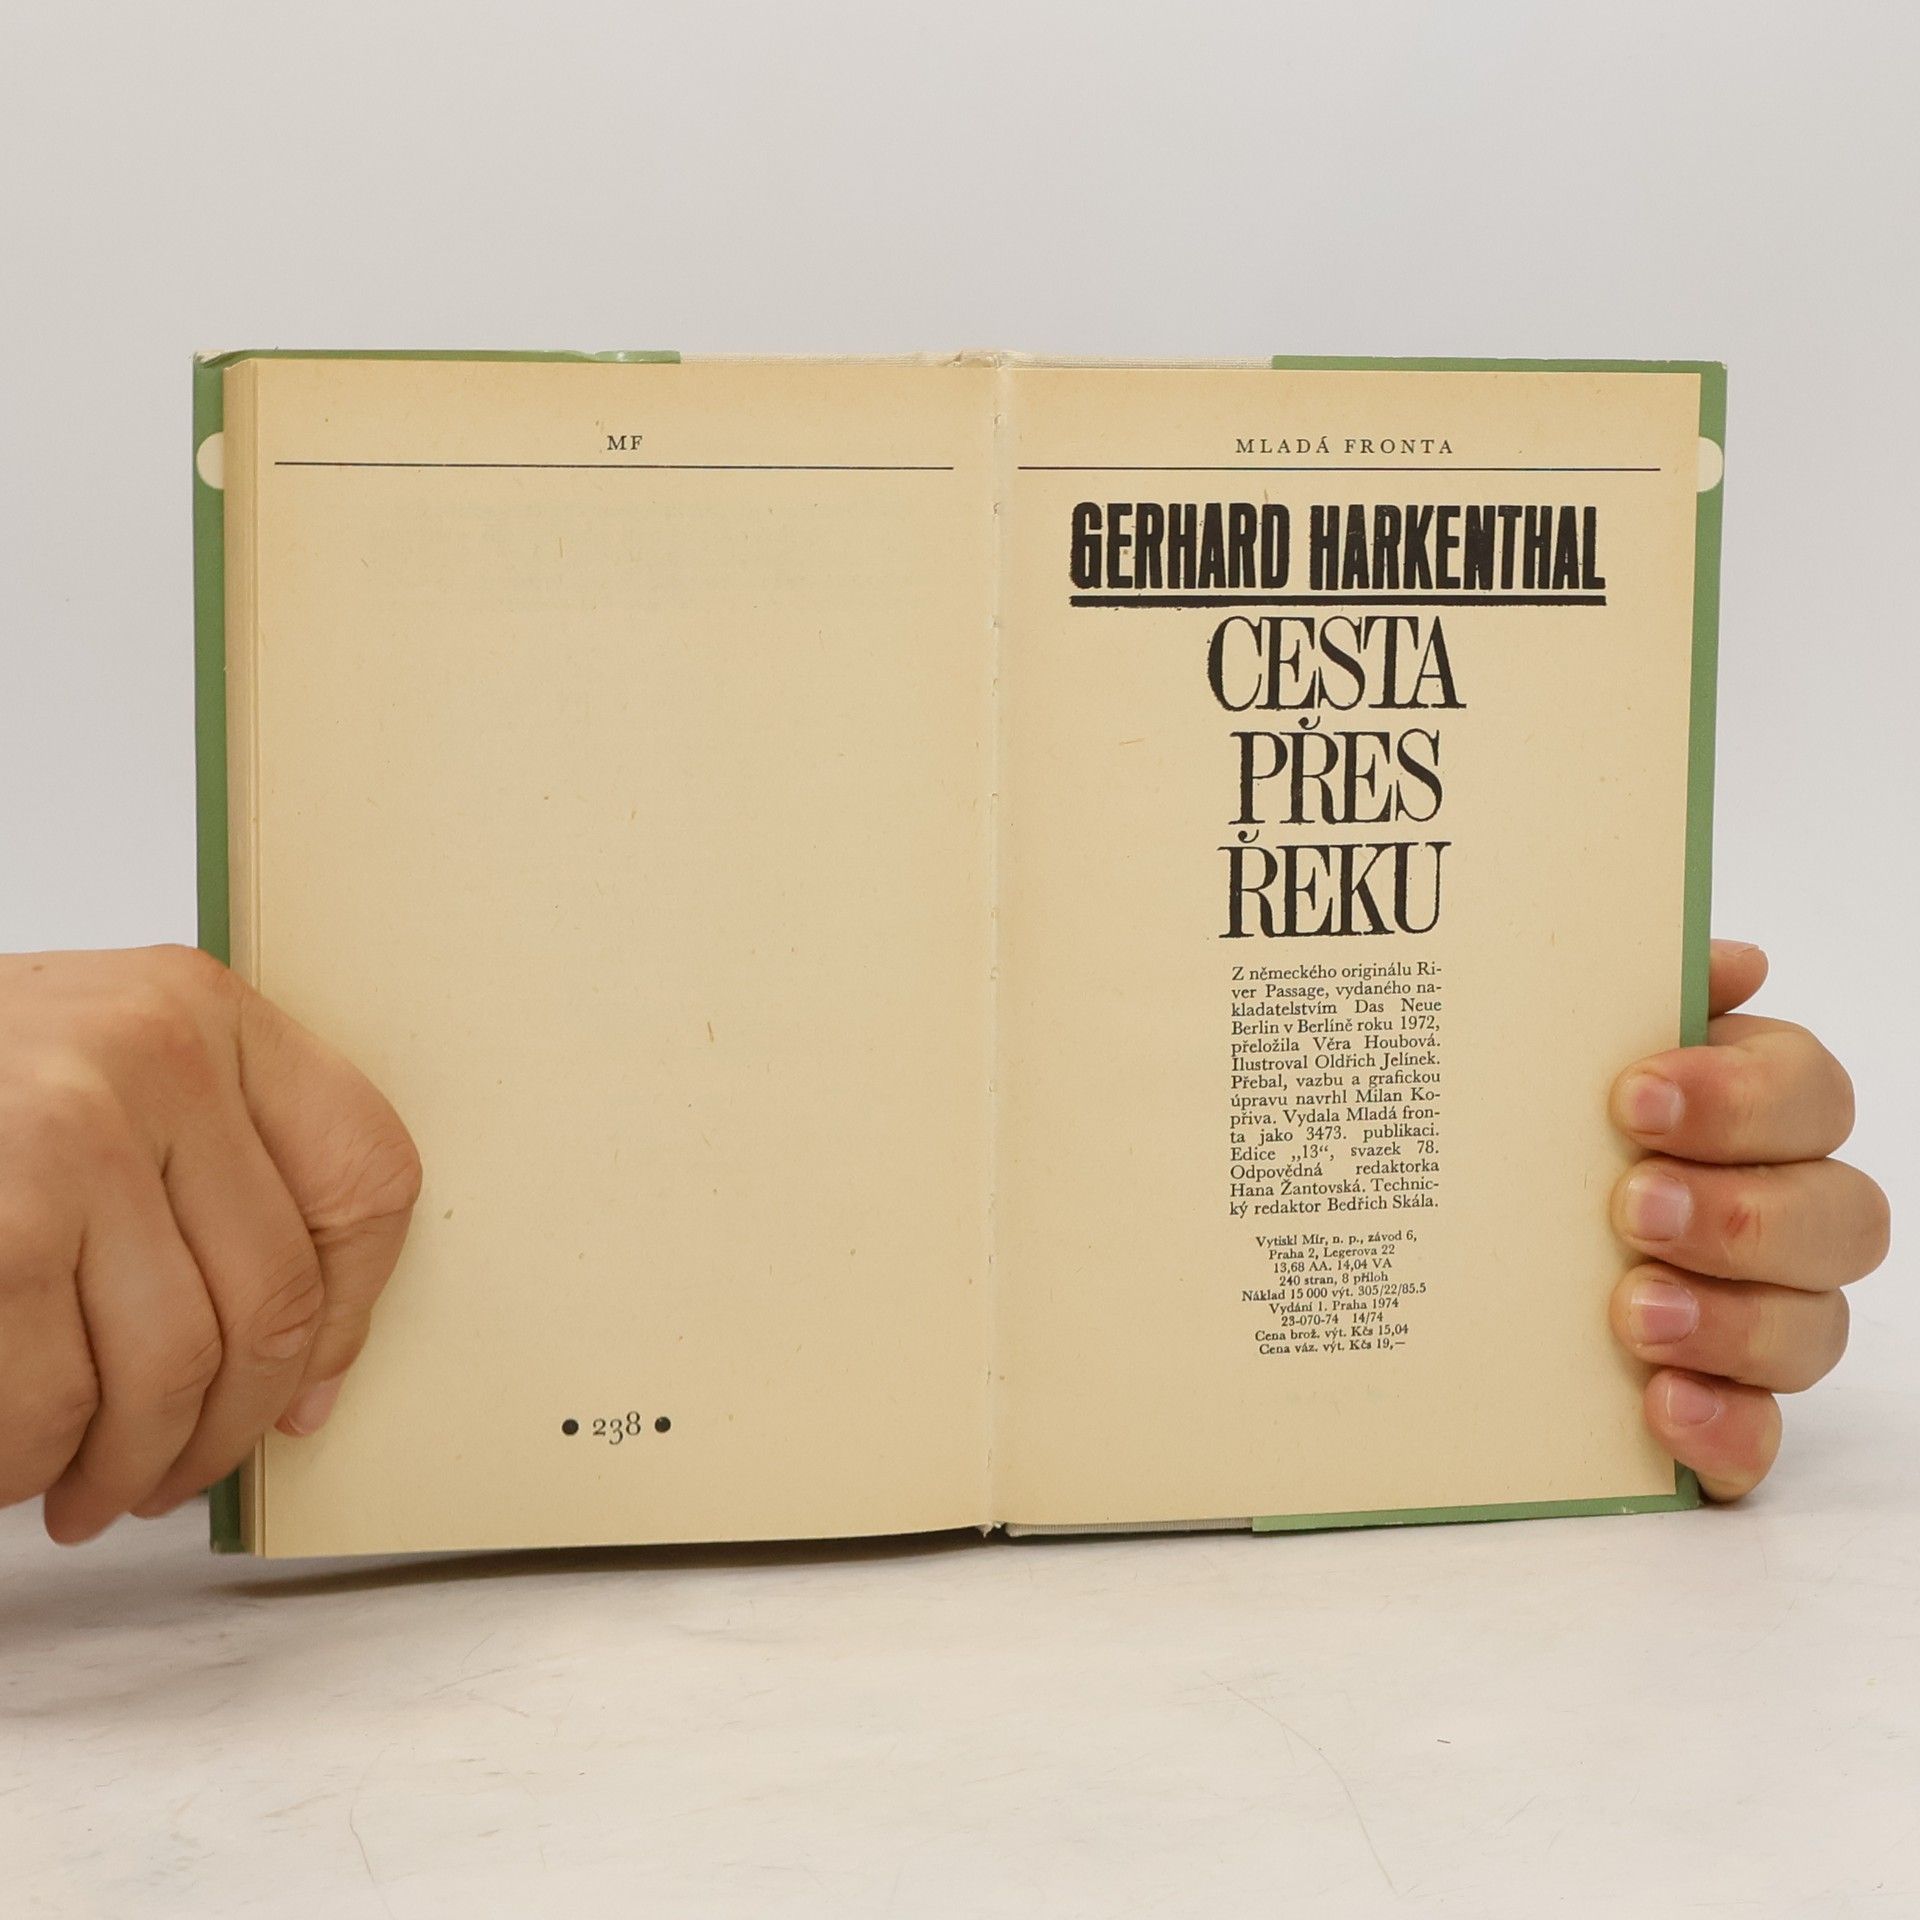 MF
● 238 ●
MLADÁ FRONTA
GERHARD HARKENTHAL
CESTA
PŘES
ŘEKU
Z německého originálu Ri-
ver Passage, vydaného na-
kladatelstvím Das Neue
Berlin v Berlíně roku 1972,
přeložila Věra Houbová.
Ilustroval Oldřich Jelínek.
Přebal, vazbu a grafickou
úpravu navrhl Milan Ko-
přiva. Vydala Mladá fron-
ta jako 3473. publikaci.
Edice „13“, svazek 78.
Odpovědná redaktorka
Hana Žantovská. Technic-
ký redaktor Bedřich Skála.
Vytiskl Mír, n. p., závod 6,
Praha 2, Legerova 22
13,68 AA. 14,04 VA
240 stran, 8 příloh
Náklad 15 000 výt. 305/22/85.5
Vydání 1. Praha 1974
23-070-74 14/74
Cena brož. výt. Kčs 15,04
Cena váz. výt. Kčs 19,—